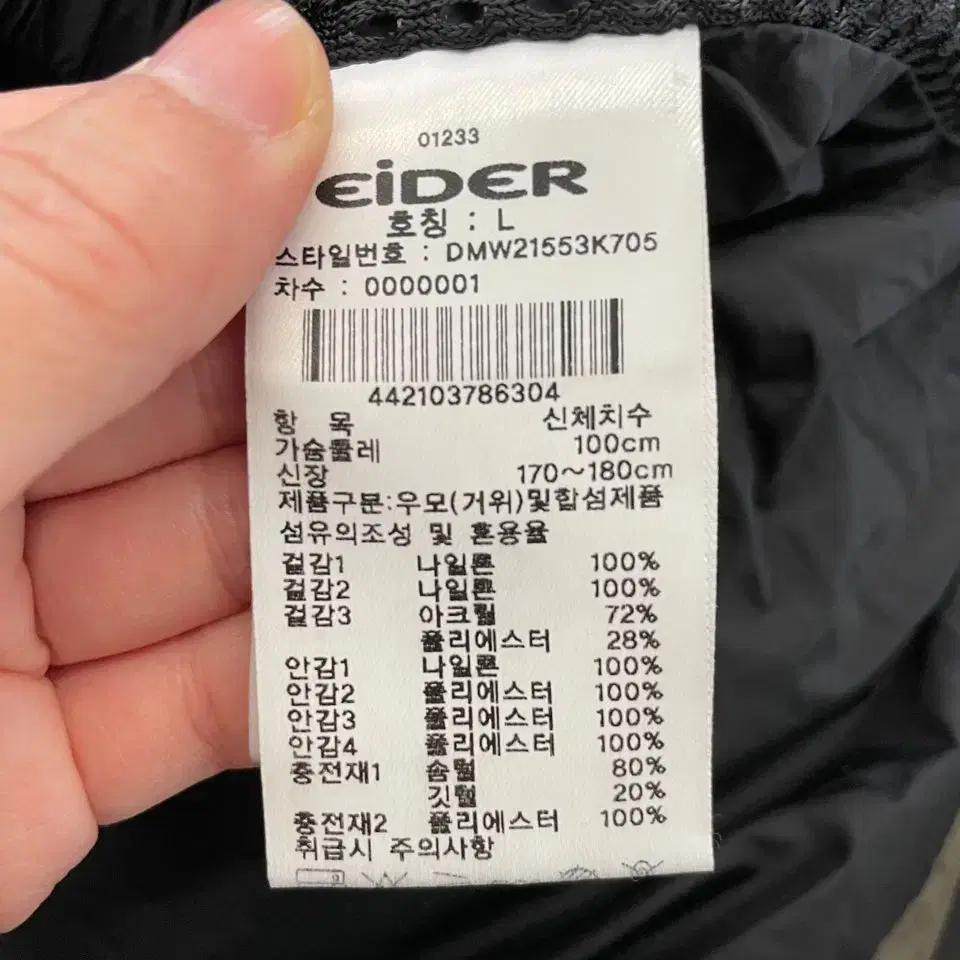 01233
EiDER
호칭 : L
스타일번호 : DMW21553K705
차수 : 0000001
442103786304
항 목 신체치수
가슴둘레 100cm
신장 170~180cm
제품구분:우모(거위)및합섬제품
섬유의조성 및 혼용율
겉감1 나일론 100%
겉감2 나일론 100%
겉감3 아크릴 72%
폴리에스터 28%
안감1 나일론 100%
안감2 폴리에스터 100%
안감3 폴리에스터 100%
안감4 폴리에스터 100%
충전재1 솜털 80%
깃털 20%
충전재2 폴리에스터 100%
취급시 주의사항